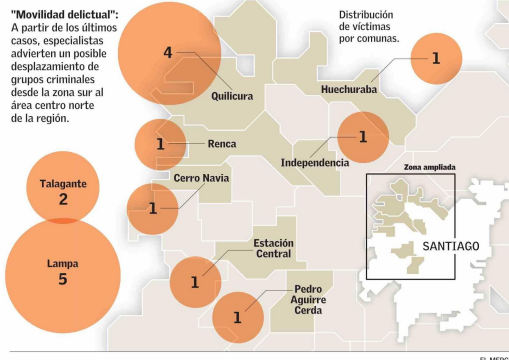 "Movilidad delictual":
A partir de los últimos
casos, especialistas
advierten un posible
desplazamiento de
grupos criminales
desde la zona sur al
área centro norte
de la región.
Distribución
de víctimas
por comunas.
4
Quilicura
1
Huechuraba
1
Renca
1
Independencia
Cerro Navia
1
Zona ampliada
SANTIAGO
Talagante
2
Lampa
5
Estación
Central
1
Pedro
Aguirre
Cerda
1
EL MERC